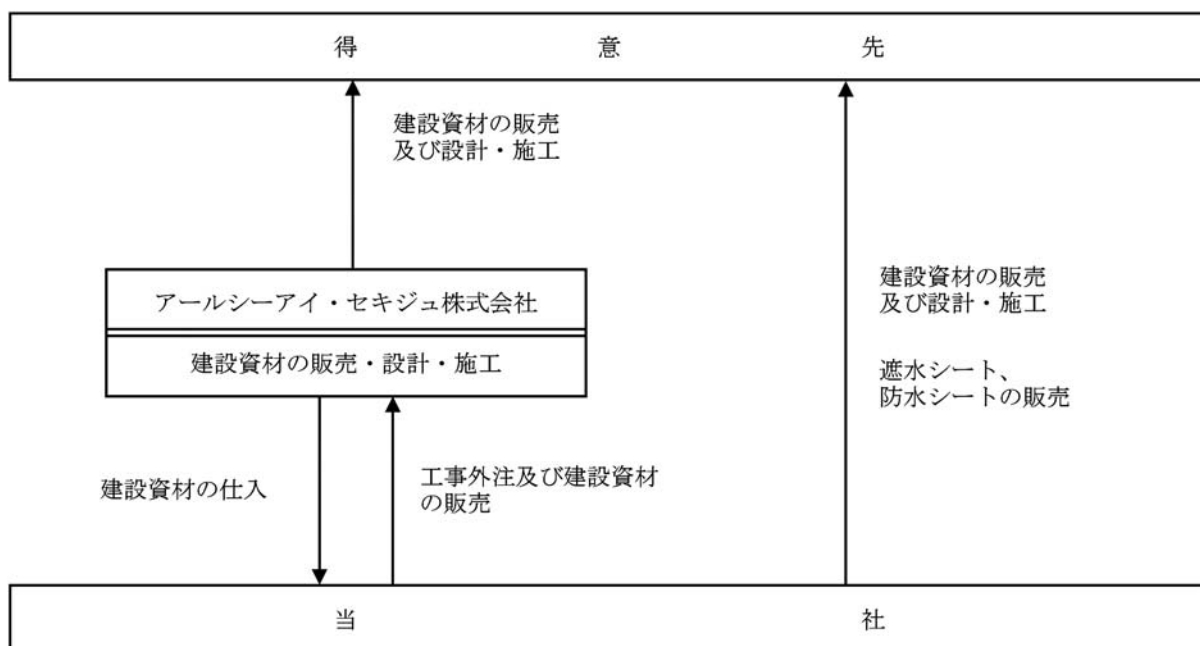 得意先
建設資材の販売
及び設計・施工
アールシーアイ・セキジュ株式会社
建設資材の販売・設計・施工
建設資材の販売
及び設計・施工
遮水シート、
防水シートの販売
建設資材の仕入
工事外注及び建設資材
の販売
当社